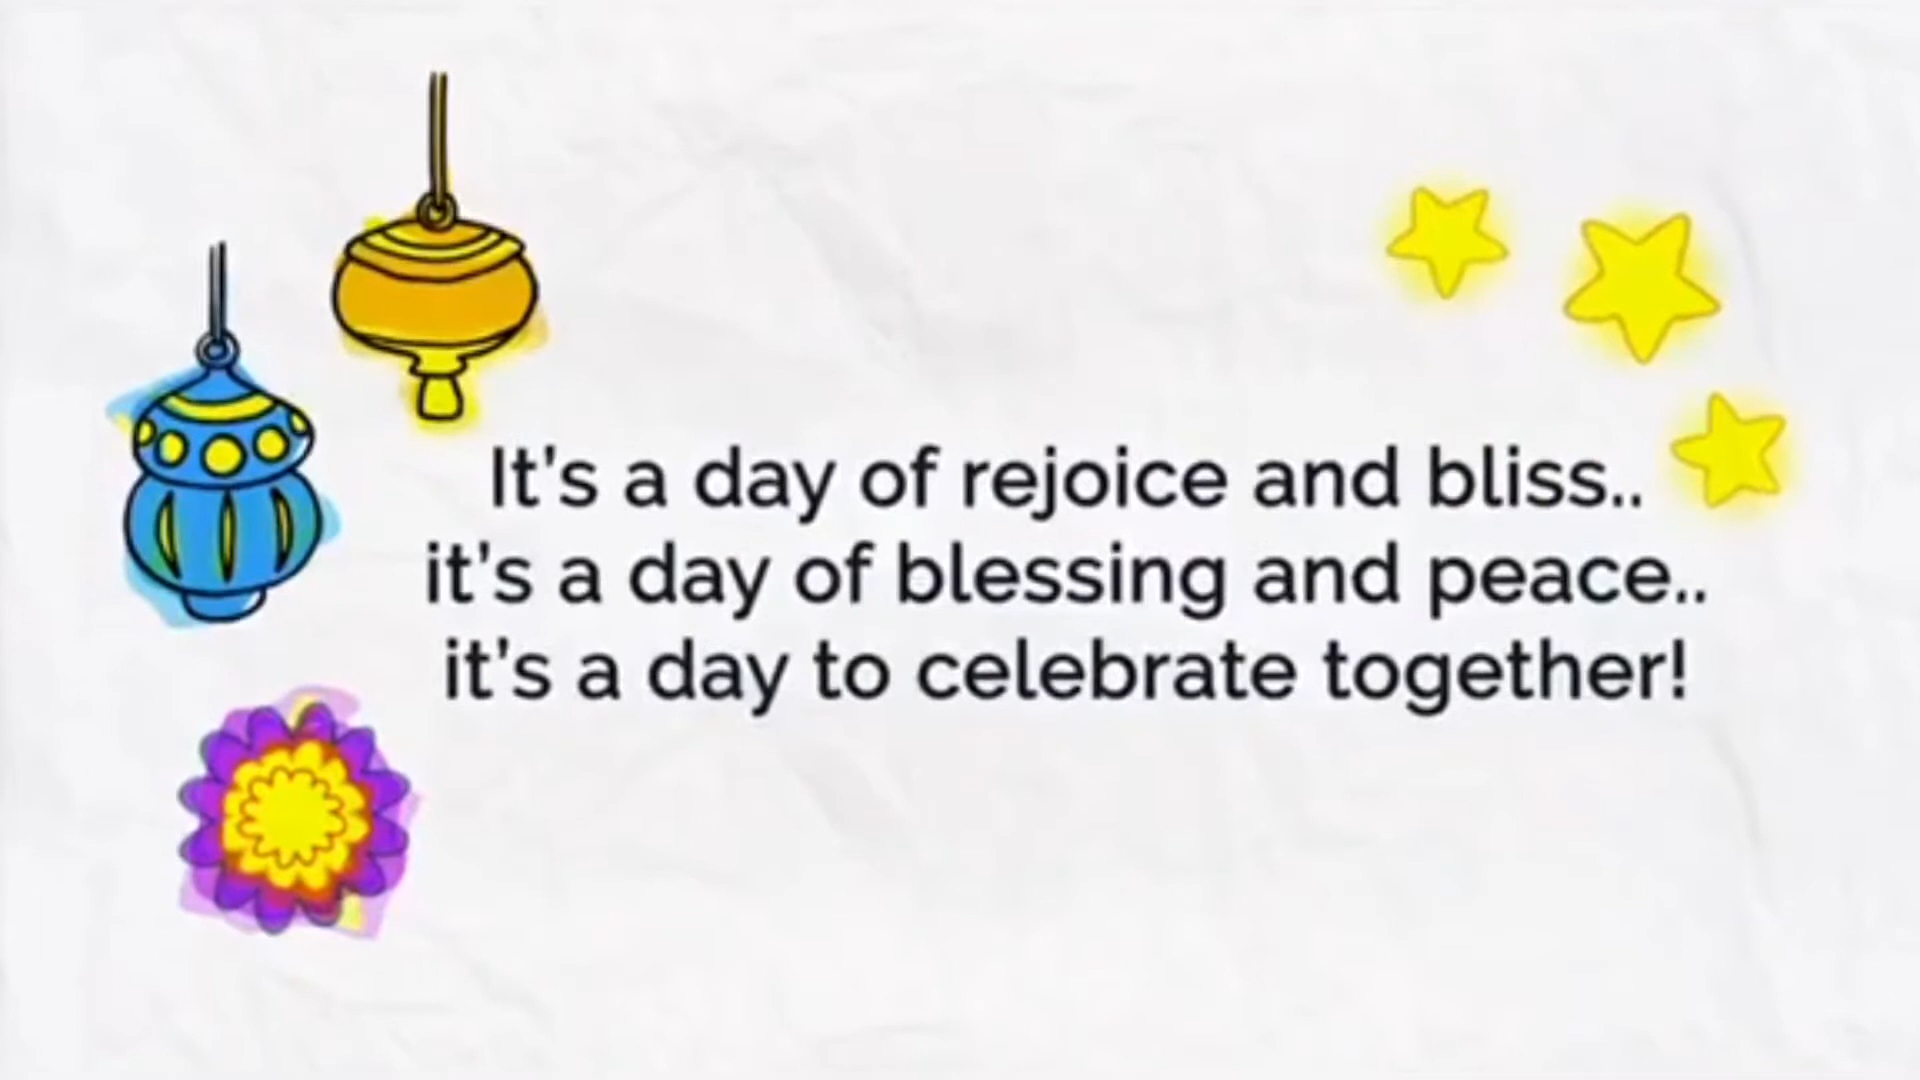 It's a day of rejoice and bliss..
it's a day of blessing and peace..
it's a day to celebrate together!